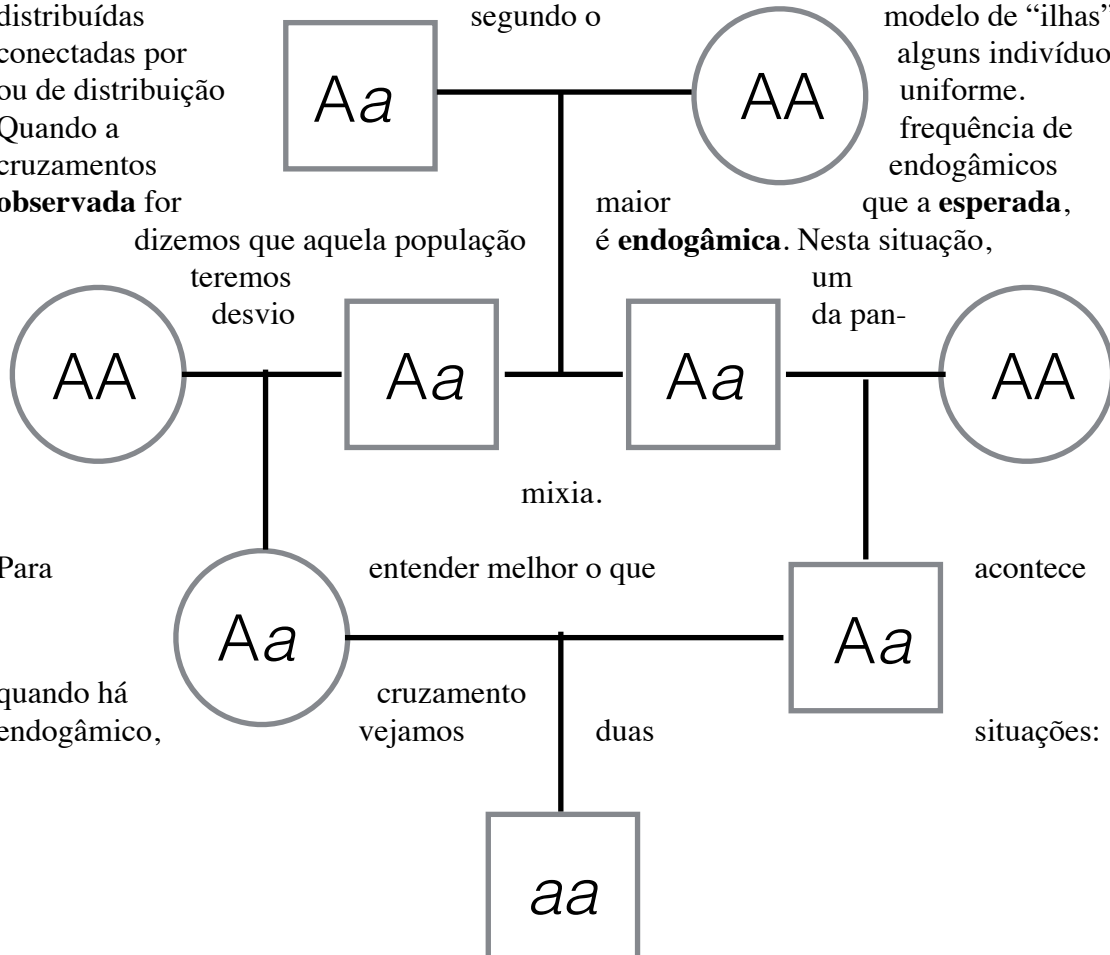 distribuídas segundo o modelo de “ilhas”
conectadas por alguns indivíduo
ou de distribuição uniforme.
Aa AA
Quando a frequência de
cruzamentos endogâmicos
observada for maior que a esperada,
dizemos que aquela população é endogâmica. Nesta situação,
teremos um
desvio da pan-
AA Aa Aa AA
mixia.
Para entender melhor o que acontece
Aa Aa
quando há cruzamento
endogâmico, vejamos duas situações:
aa